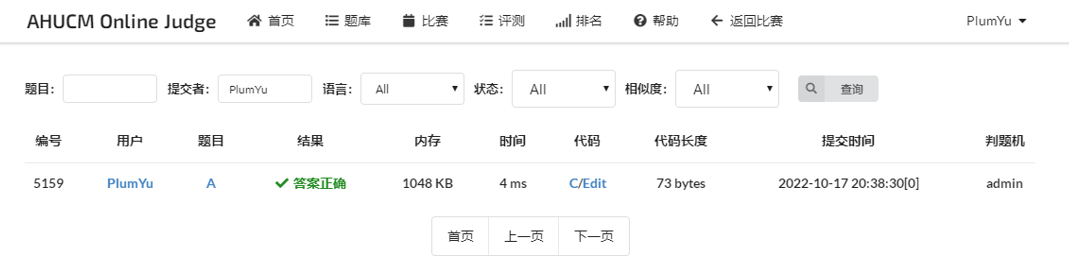 AHUCM Online Judge 首页 题库 比赛 评测 排名 帮助 返回比赛 PlumYu
题目： 提交者： PlumYu 语言： All 状态： All 相似度： All 查询
编号 用户 题目 结果 内存 时间 代码 代码长度 提交时间 判题机
5159 PlumYu A 答案正确 1048 KB 4 ms C/Edit 73 bytes 2022-10-17 20:38:30[0] admin
首页 上一页 下一页